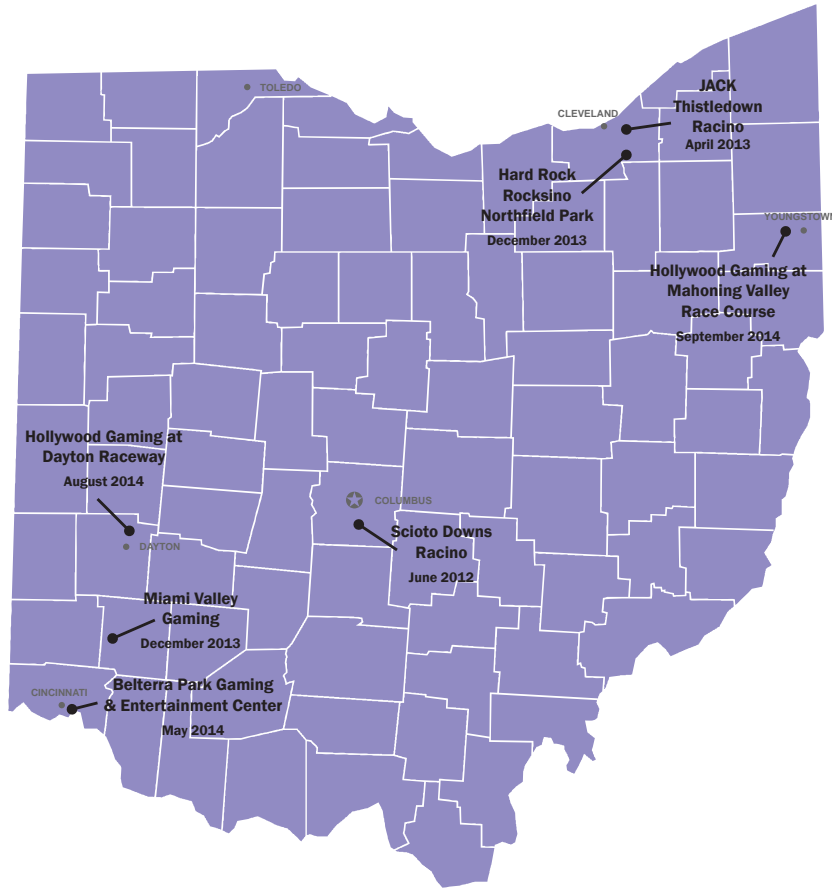 TOLEDO
CLEVELAND
JACK
Thistledown
Racino
April 2013
Hard Rock
Rocksino
Northfield Park
December 2013
YOUNGSTOWN
Hollywood Gaming at
Mahoning Valley
Race Course
September 2014
Hollywood Gaming at
Dayton Raceway
August 2014
DAYTON
COLUMBUS
Scioto Downs
Racino
June 2012
Miami Valley
Gaming
December 2013
CINCINNATI
Belterra Park Gaming
& Entertainment Center
May 2014